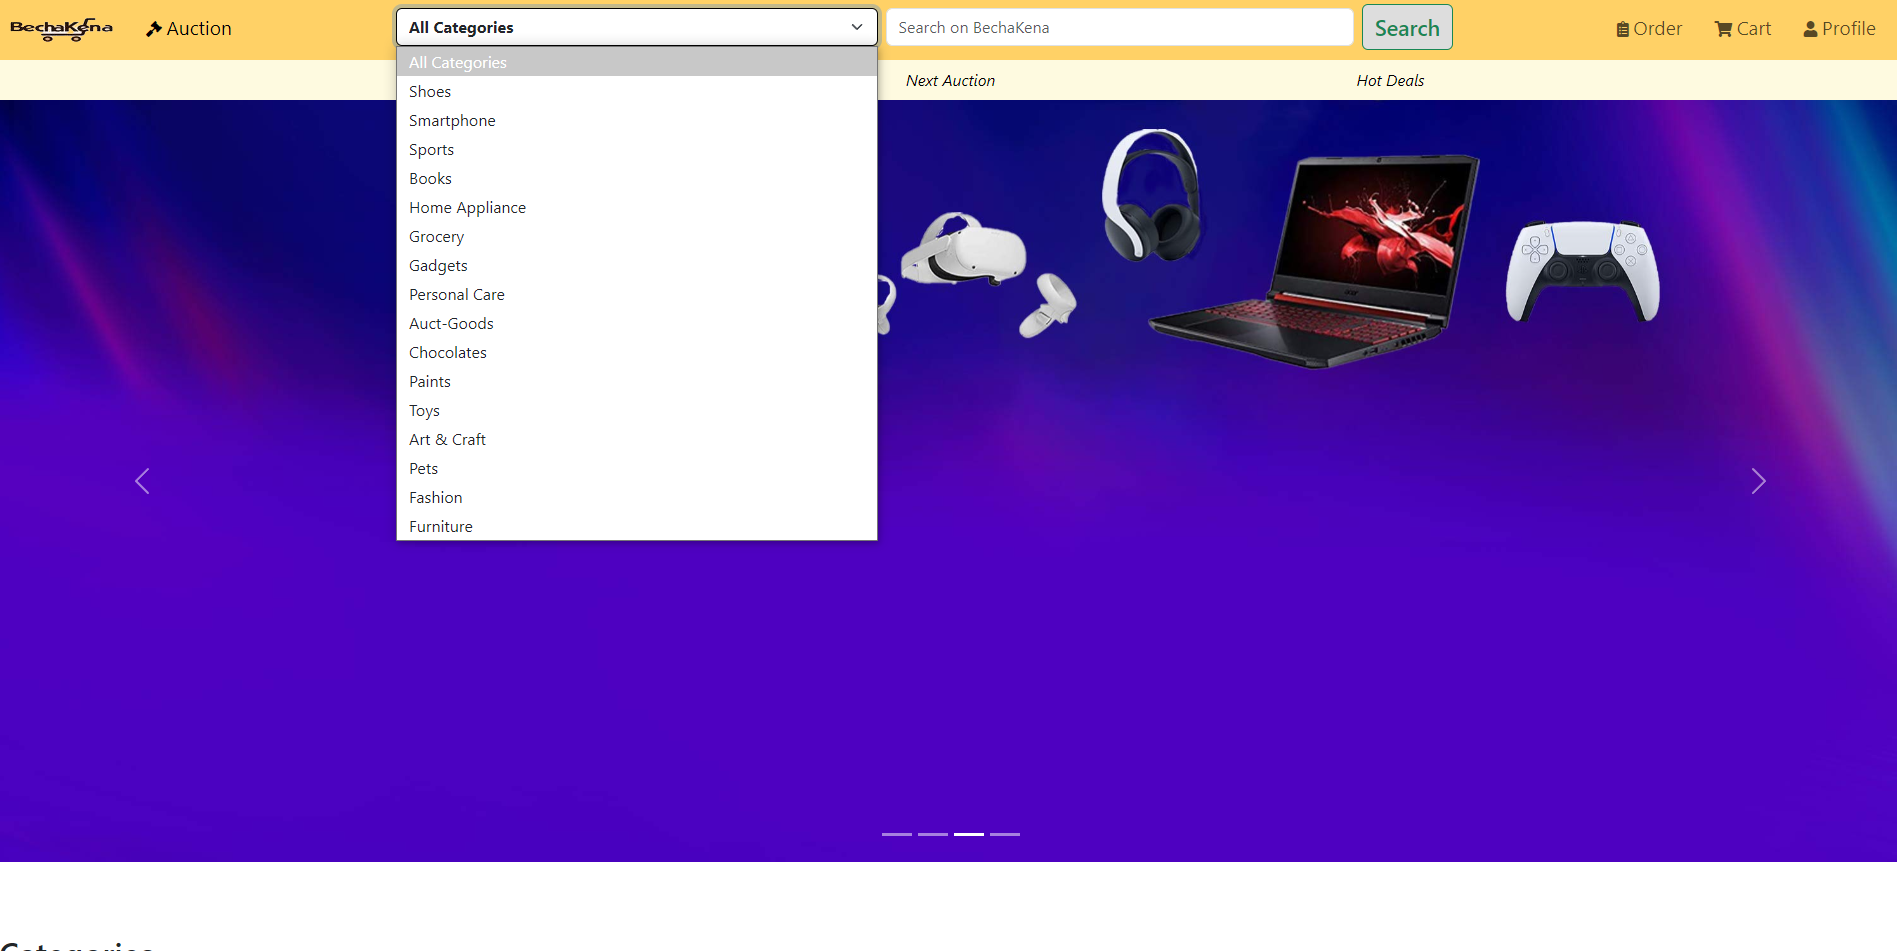 BechaKena
Auction
All Categories
Search on BechaKena
Search
Order
Cart
Profile
Next Auction
Hot Deals
All Categories
Shoes
Smartphone
Sports
Books
Home Appliance
Grocery
Gadgets
Personal Care
Auct-Goods
Chocolates
Paints
Toys
Art & Craft
Pets
Fashion
Furniture
Categories